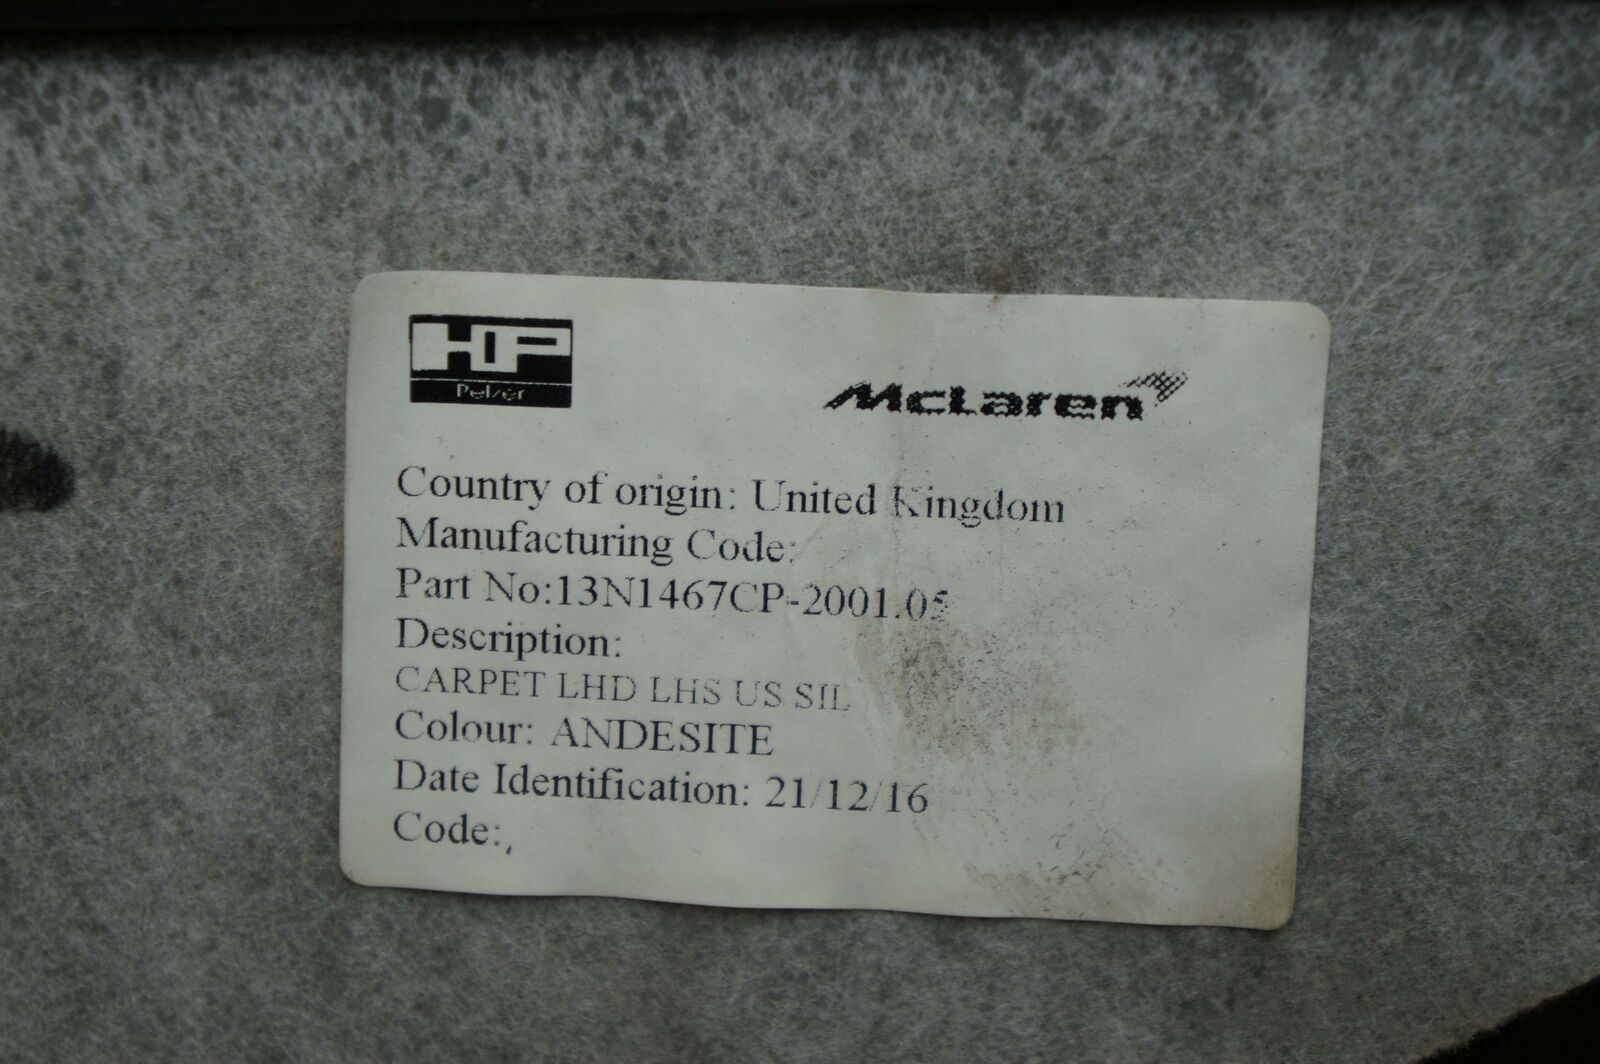 HP
Pelzer
McLaren
Country of origin: United Kingdom
Manufacturing Code:
Part No:13N1467CP-2001.05
Description:
CARPET LHD LHS US SIL
Colour: ANDESITE
Date Identification: 21/12/16
Code:,